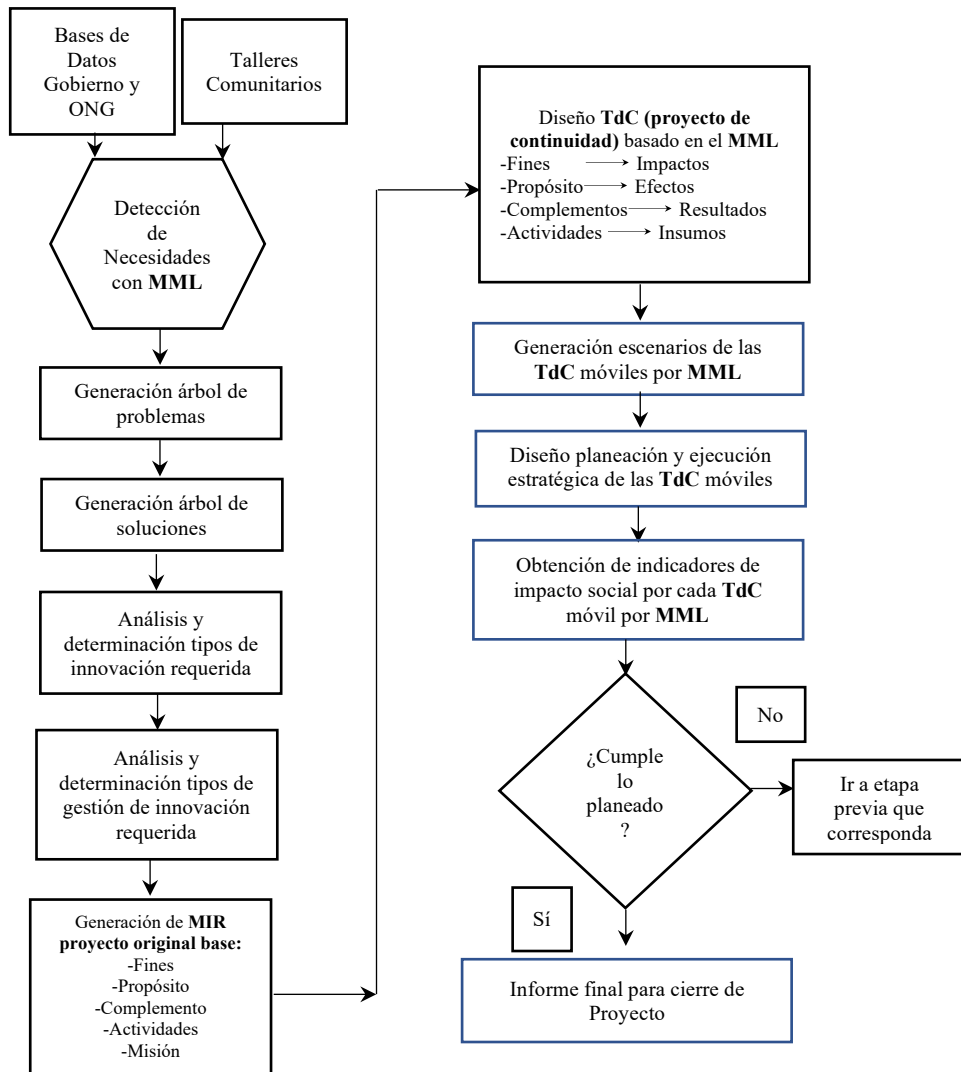 Bases de
Datos
Gobierno y
ONG
Talleres
Comunitarios
Detección
de
Necesidades
con MML
Generación árbol de
problemas
Generación árbol de
soluciones
Análisis y
determinación tipos de
innovación requerida
Análisis y
determinación tipos de
gestión de innovación
requerida
Generación de MIR
proyecto original base:
-Fines
-Propósito
-Complemento
-Actividades
-Misión
Diseño TdC (proyecto de
continuidad) basado en el MML
-Fines Impactos
-Propósito Efectos
-Complementos Resultados
-Actividades Insumos
Generación escenarios de las
TdC móviles por MML
Diseño planeación y ejecución
estratégica de las TdC móviles
Obtención de indicadores de
impacto social por cada TdC
móvil por MML
¿Cumple
lo
planeado
?
No
Ir a etapa
previa que
corresponda
Sí
Informe final para cierre de
Proyecto